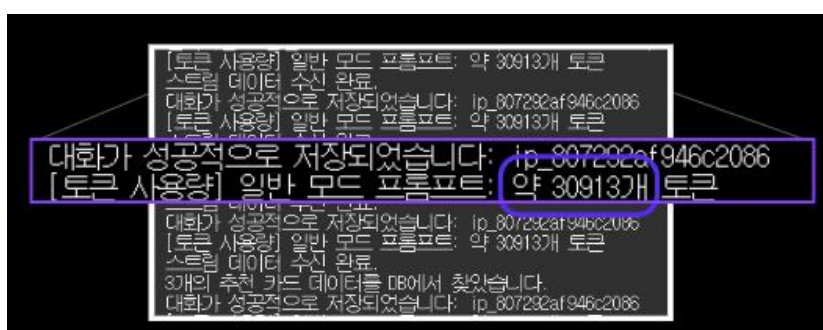 [토큰 사용량] 일반 모드 프롬프트: 약 30913개 토큰
스트림 데이터 수신 완료.
대화가 성공적으로 저장되었습니다: ip_807292af946c2086
[토큰 사용량] 일반 모드 프롬프트: 약 30913개 토큰
대화가 성공적으로 저장되었습니다: ip_807292af946c2086
[토큰 사용량] 일반 모드 프롬프트: 약 30913개 토큰
대화가 성공적으로 저장되었습니다: ip_807292af946c2086
[토큰 사용량] 일반 모드 프롬프트: 약 30913개 토큰
스트림 데이터 수신 완료.
3개의 추천 카드 데이터를 DB에서 찾았습니다.
대화가 성공적으로 저장되었습니다: ip_807292af946c2086